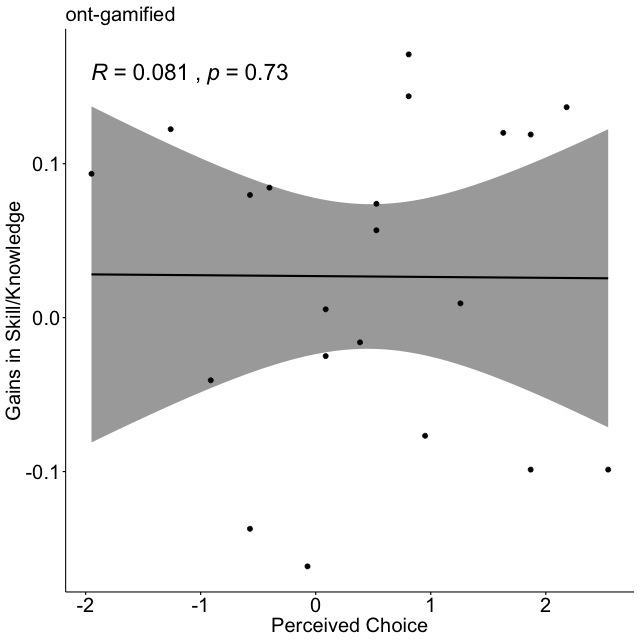 ont-gamified
R = 0.081 , p = 0.73
Gains in Skill/Knowledge
0.1
0.0
-0.1
-2 -1 0 1 2
Perceived Choice